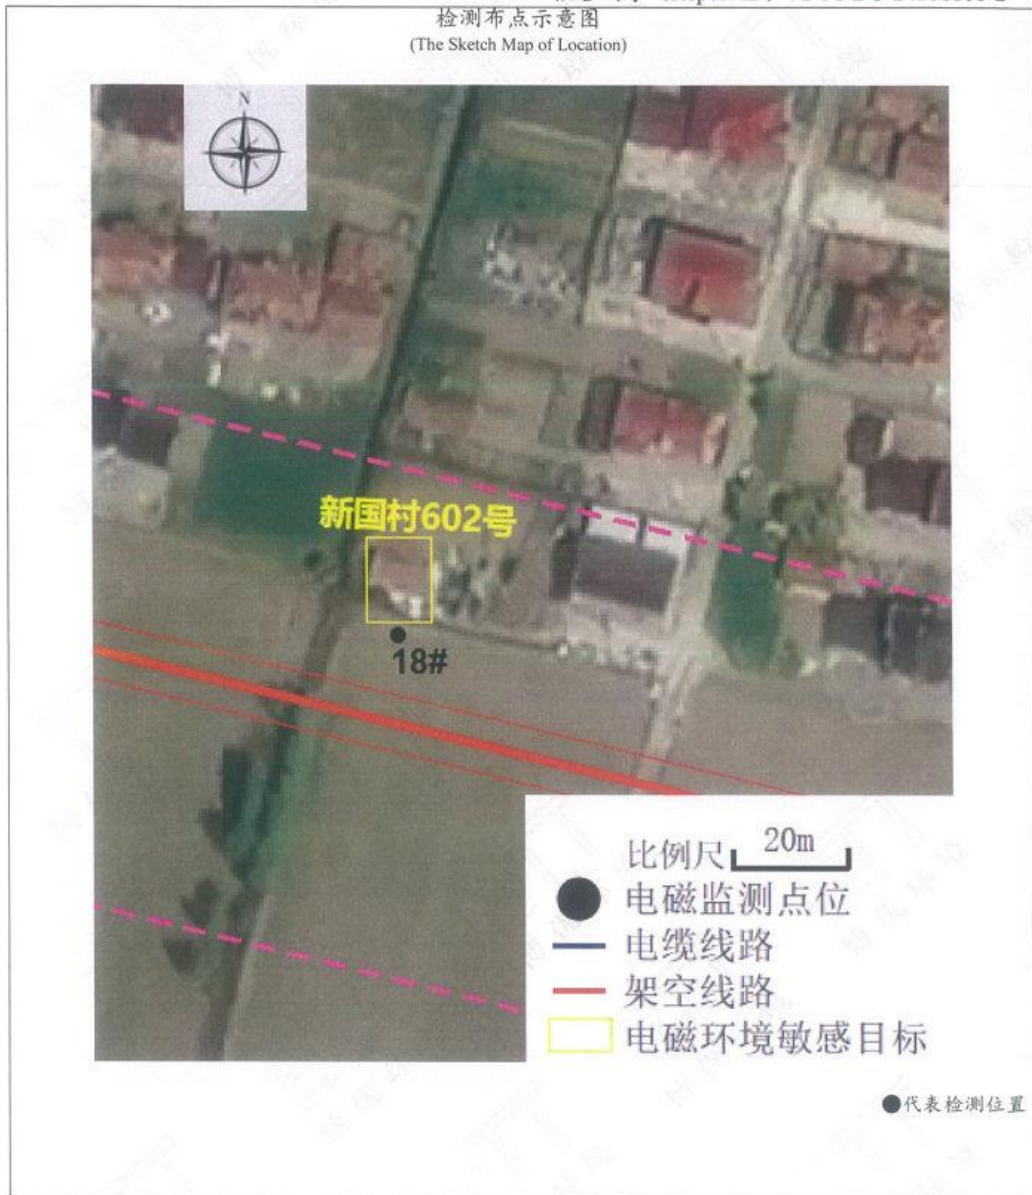 检测布点示意图
(The Sketch Map of Location)
N
新国村602号
18#
比例尺 20m
电磁监测点位
电缆线路
架空线路
电磁环境敏感目标
●代表检测位置